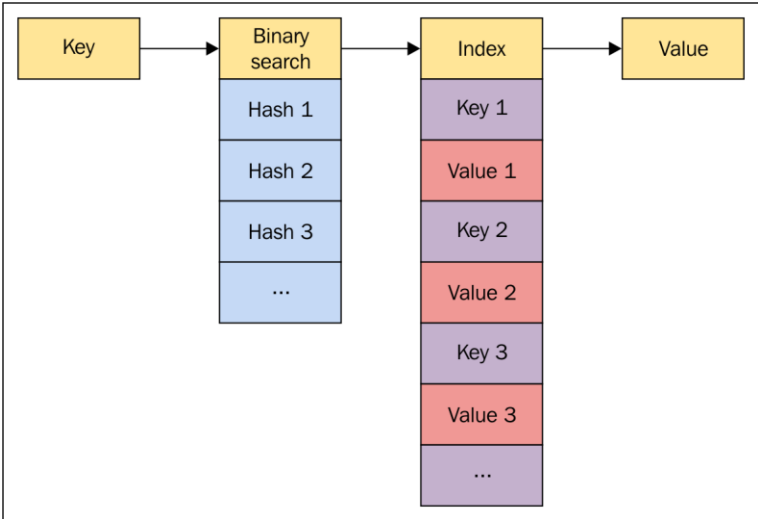 Key
Binary
search
Index
Value
Hash 1
Hash 2
Hash 3
...
Key 1
Value 1
Key 2
Value 2
Key 3
Value 3
...